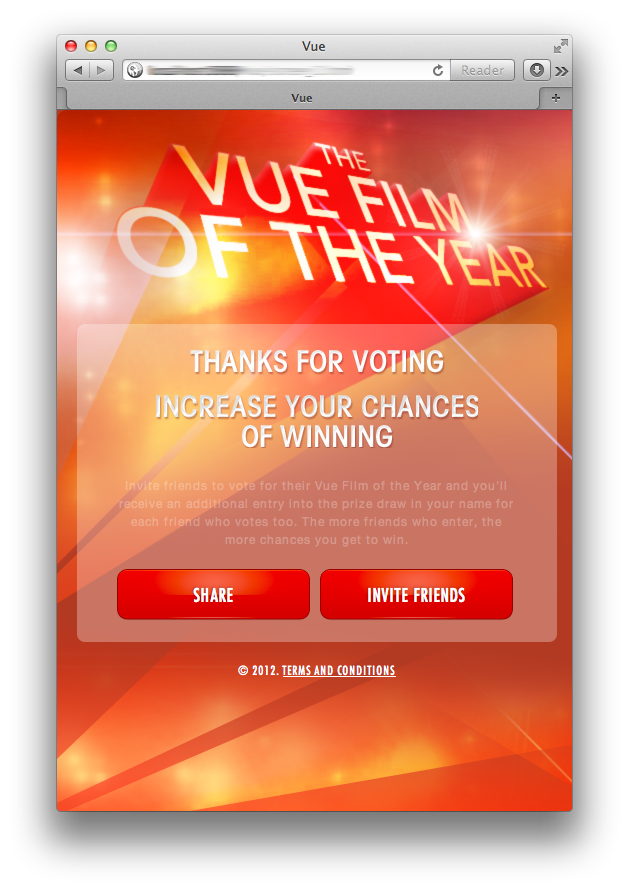 Vue
Reader
Vue
THE
VUE FILM
OF THE YEAR
THANKS FOR VOTING
INCREASE YOUR CHANCES
OF WINNING
Invite friends to vote for their Vue Film of the Year and you'll
receive an additional entry into the prize draw in your name for
each friend who votes too. The more friends who enter, the
more chances you get to win.
SHARE
INVITE FRIENDS
© 2012. TERMS AND CONDITIONS